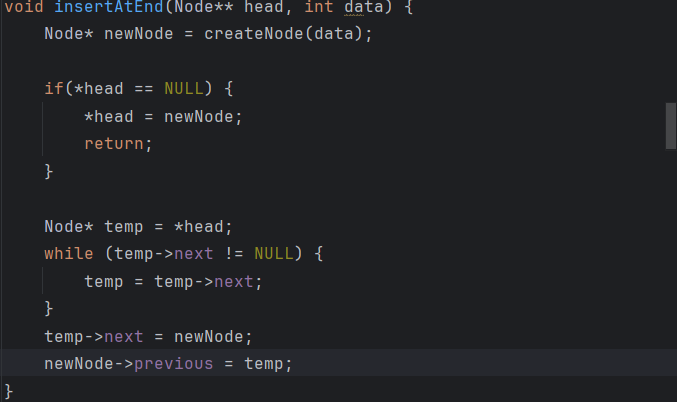 void insertAtEnd(Node** head, int data) {
    Node* newNode = createNode(data);

    if(*head == NULL) {
        *head = newNode;
        return;
    }

    Node* temp = *head;
    while (temp->next != NULL) {
        temp = temp->next;
    }
    temp->next = newNode;
    newNode->previous = temp;
}